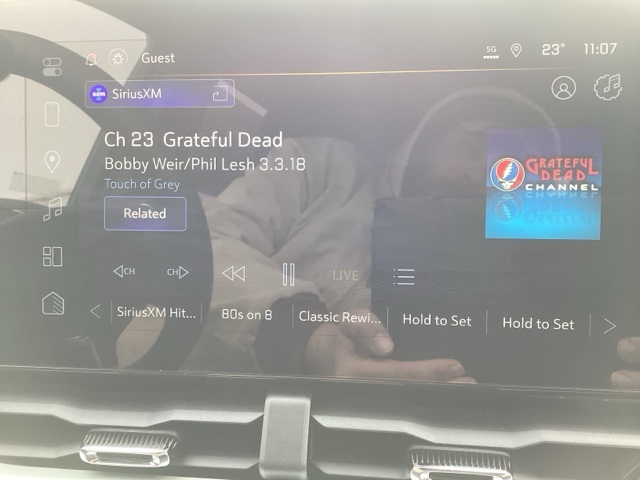 Guest
5G
23°
11:07
SiriusXM
Ch 23 Grateful Dead
Bobby Weir/Phil Lesh 3.3.18
Touch of Grey
Related
GRATEFUL
DEAD
CHANNEL
CH
CH
LIVE
SiriusXM Hit...
80s on 8
Classic Rewi...
Hold to Set
Hold to Set